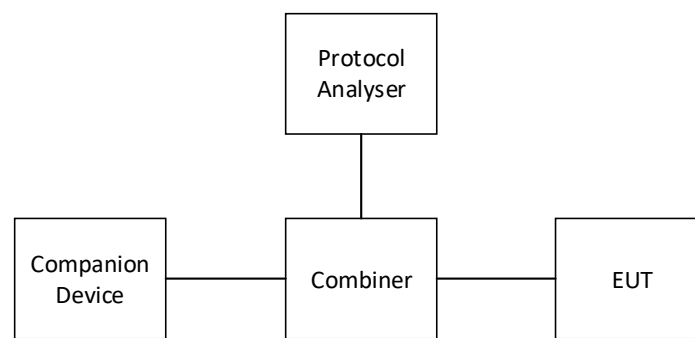 Protocol
Analyser
Companion
Device
Combiner
EUT